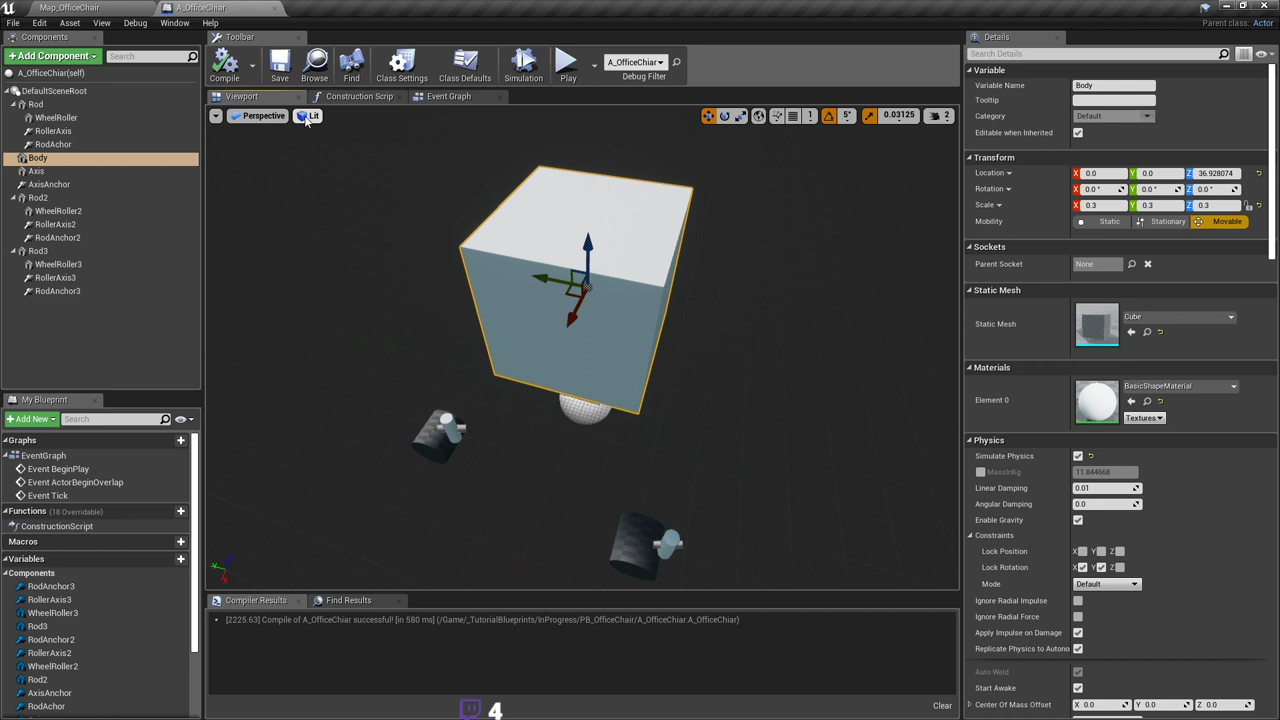 Map_OfficeChair
A_OfficeChiar
File Edit Asset View Debug Window Help
Parent class: Actor
Components
Add Component
Search
A_OfficeChiar(self)
DefaultSceneRoot
Rod
WheelRoller
RollerAxis
RodAchor
Body
Axis
AxisAnchor
Rod2
WheelRoller2
RollerAxis2
RodAnchor2
Rod3
WheelRoller3
RollerAxis3
RodAnchor3
My Blueprint
Add New
Search
Graphs
EventGraph
Event BeginPlay
Event ActorBeginOverlap
Event Tick
Functions (18 Overridable)
ConstructionScript
Macros
Variables
Components
RodAnchor3
RollerAxis3
WheelRoller3
Rod3
RodAnchor2
RollerAxis2
WheelRoller2
Rod2
AxisAnchor
RodAchor
Toolbar
Compile Save Browse Find Class Settings Class Defaults Simulation Play
A_OfficeChiar
Debug Filter
Viewport Construction Scrip Event Graph
Perspective Lit
1 5° 0.03125 2
Compiler Results Find Results
[2225.63] Compile of A_OfficeChiar successful! [in 580 ms] (/Game/_TutorialBlueprints/InProgress/PB_OfficeChair/A_OfficeChiar.A_OfficeChiar)
Clear
4
Details
Search Details
Variable
Variable Name Body
Tooltip
Category Default
Editable when Inherited
Transform
Location X 0.0 Y 0.0 Z 36.928074
Rotation X 0.0 ° Y 0.0 ° Z 0.0 °
Scale X 0.3 Y 0.3 Z 0.3
Mobility Static Stationary Movable
Sockets
Parent Socket None
Static Mesh
Static Mesh Cube
Materials
Element 0 BasicShapeMaterial
Textures
Physics
Simulate Physics
MassInKg 11.844668
Linear Damping 0.01
Angular Damping 0.0
Enable Gravity
Constraints
Lock Position X Y Z
Lock Rotation X Y Z
Mode Default
Ignore Radial Impulse
Ignore Radial Force
Apply Impulse on Damage
Replicate Physics to Autono
Auto Weld
Start Awake
Center Of Mass Offset X 0.0 Y 0.0 Z 0.0